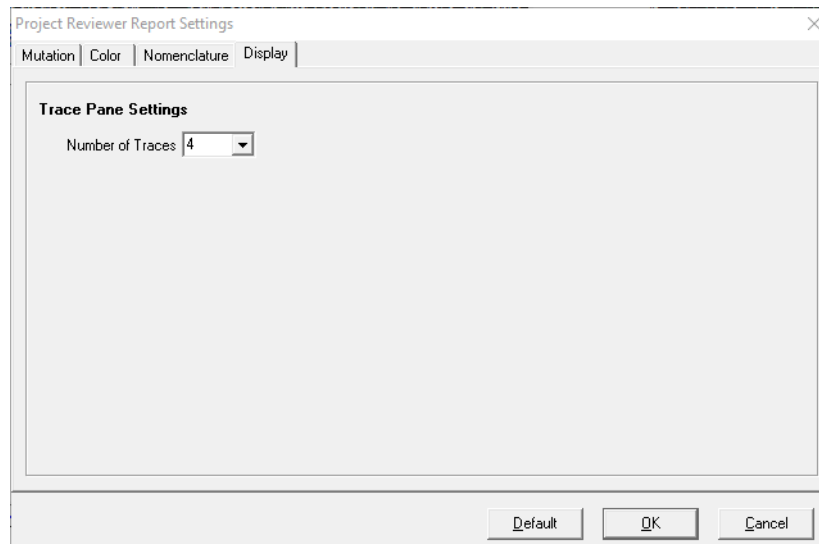 Project Reviewer Report Settings
Mutation Color Nomenclature Display
Trace Pane Settings
Number of Traces 4
Default OK Cancel